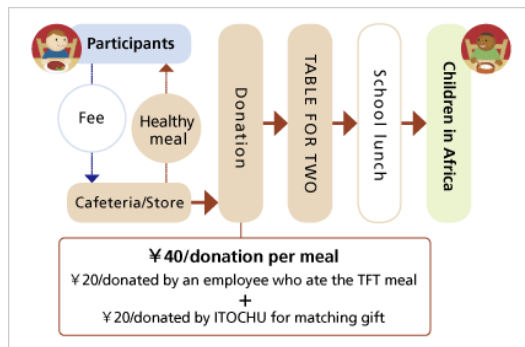 Participants
Fee
Healthy
meal
Cafeteria/Store
Donation
TABLE FOR TWO
School lunch
Children in Africa
￥40/donation per meal
￥20/donated by an employee who ate the TFT meal
+
￥20/donated by ITOCHU for matching gift